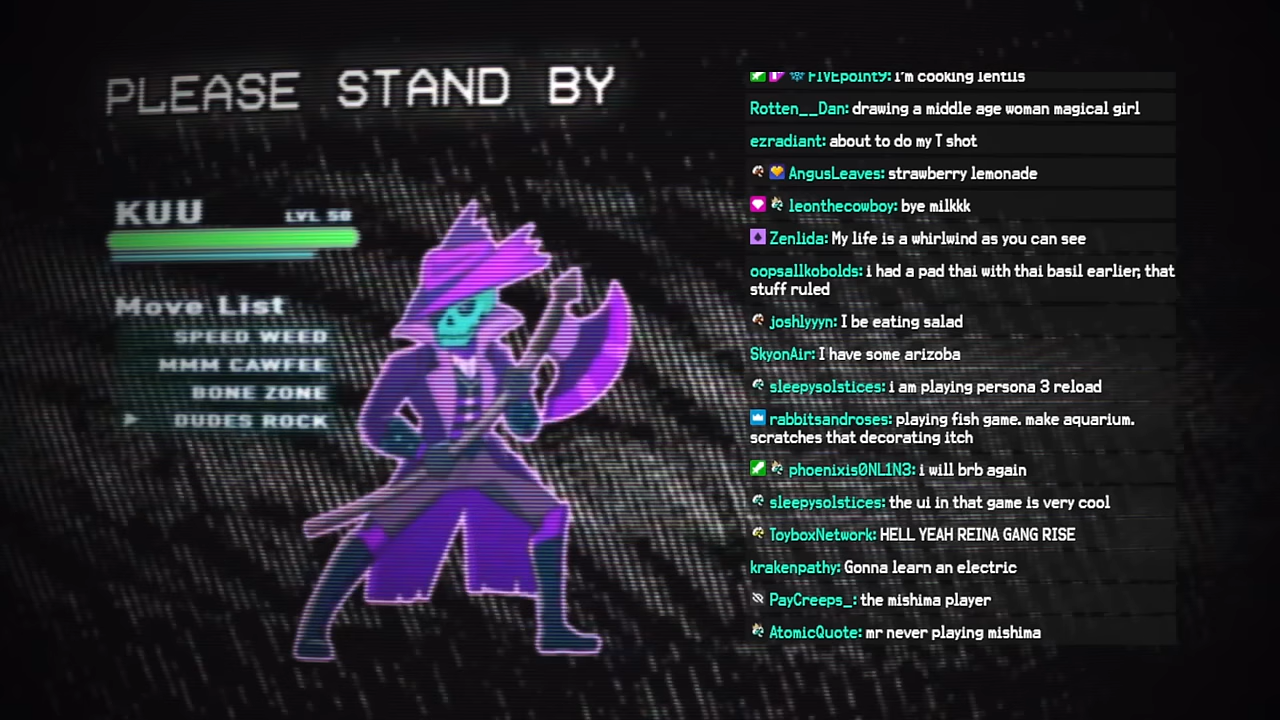 PLEASE STAND BY
KUU
LVL 50
Move List
SPEED WEED
MMM CAWFEE
BONE ZONE
DUDES ROCK
FIVEpoint9: i'm cooking lentils
Rotten__Dan: drawing a middle age woman magical girl
ezradiant: about to do my T shot
AngusLeaves: strawberry lemonade
leonthecowboy: bye milkkk
Zenlida: My life is a whirlwind as you can see
oopsallkobolds: i had a pad thai with thai basil earlier, that
stuff ruled
joshlyyyn: I be eating salad
SkyonAir: I have some arizoba
sleepysolstices: i am playing persona 3 reload
rabbitsandroses: playing fish game. make aquarium.
scratches that decorating itch
phoenixis0NL1N3: i will brb again
sleepysolstices: the ui in that game is very cool
ToyboxNetwork: HELL YEAH REINA GANG RISE
krakenpathy: Gonna learn an electric
PayCreeps_: the mishima player
AtomicQuote: mr never playing mishima